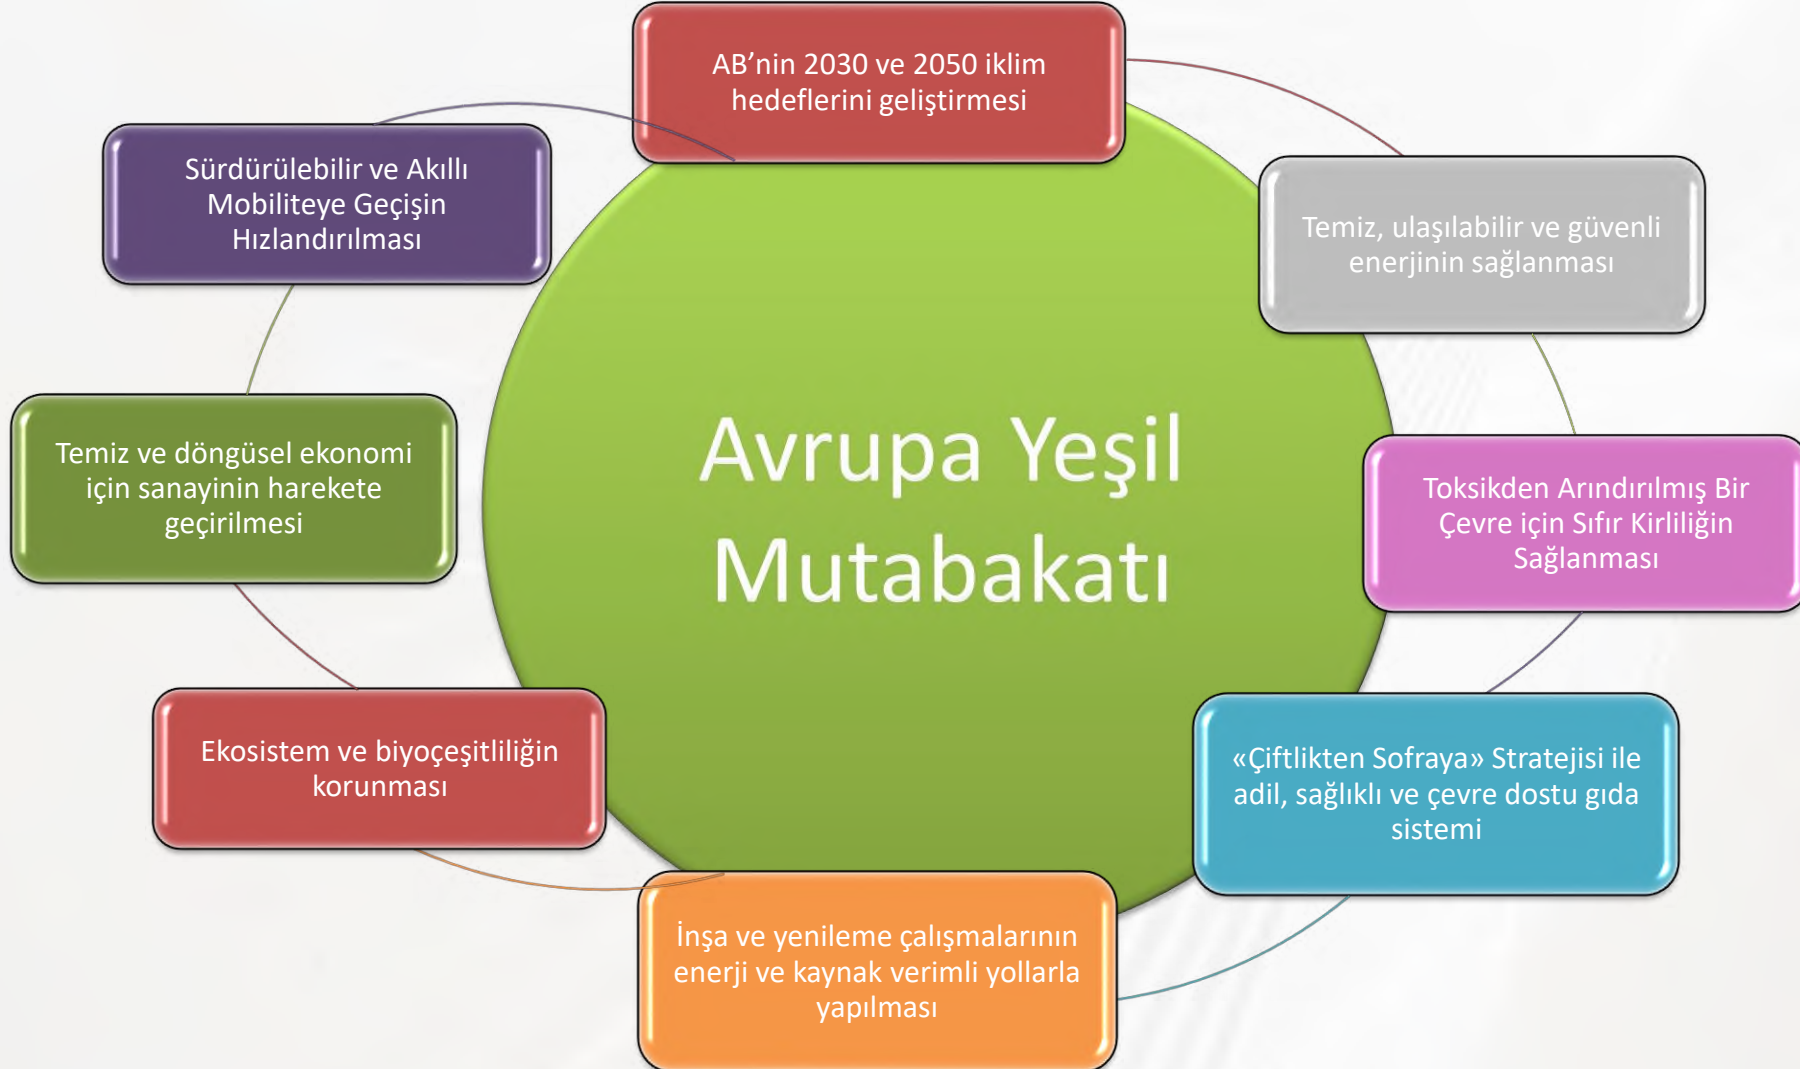 AB’nin 2030 ve 2050 iklim
hedeflerini geliştirmesi
Temiz, ulaşılabilir ve güvenli
enerjinin sağlanması
Toksikden Arındırılmış Bir
Çevre için Sıfır Kirliliğin
Sağlanması
«Çiftlikten Sofraya» Stratejisi ile
adil, sağlıklı ve çevre dostu gıda
sistemi
İnşa ve yenileme çalışmalarının
enerji ve kaynak verimli yollarla
yapılması
Ekosistem ve biyoçeşitliliğin
korunması
Temiz ve döngüsel ekonomi
için sanayinin harekete
geçirilmesi
Sürdürülebilir ve Akıllı
Mobiliteye Geçişin
Hızlandırılması
Avrupa Yeşil
Mutabakatı